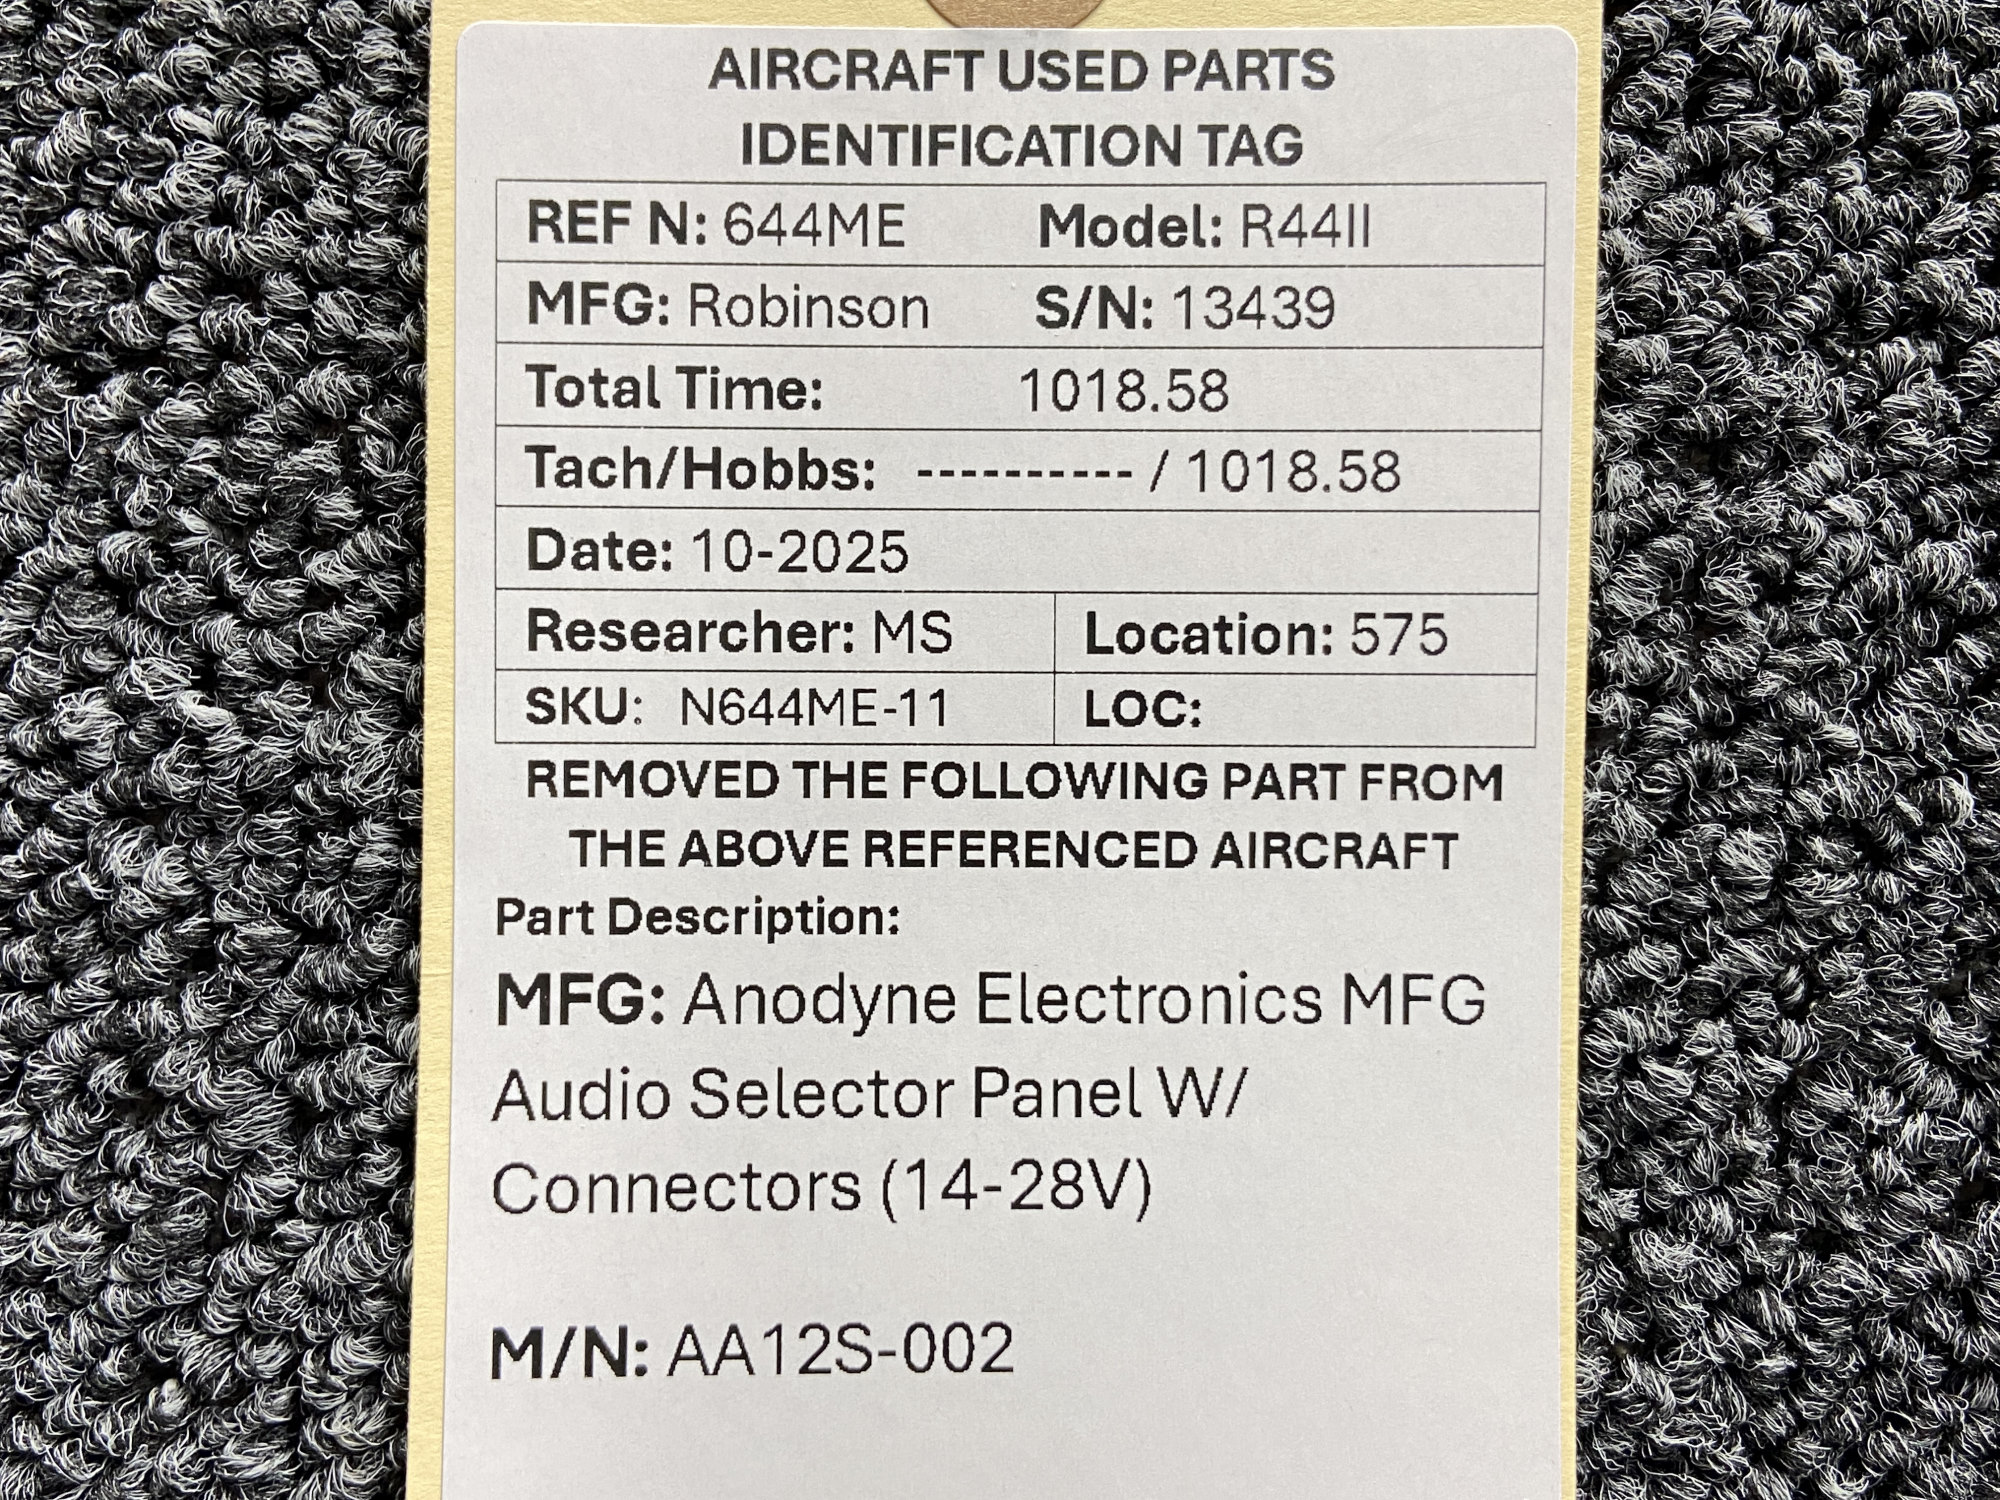 AIRCRAFT USED PARTS
IDENTIFICATION TAG
REF N: 644ME Model: R44II
MFG: Robinson S/N: 13439
Total Time: 1018.58
Tach/Hobbs: ---------- / 1018.58
Date: 10-2025
Researcher: MS Location: 575
SKU: N644ME-11 LOC:
REMOVED THE FOLLOWING PART FROM
THE ABOVE REFERENCED AIRCRAFT
Part Description:
MFG: Anodyne Electronics MFG
Audio Selector Panel W/
Connectors (14-28V)
M/N: AA12S-002